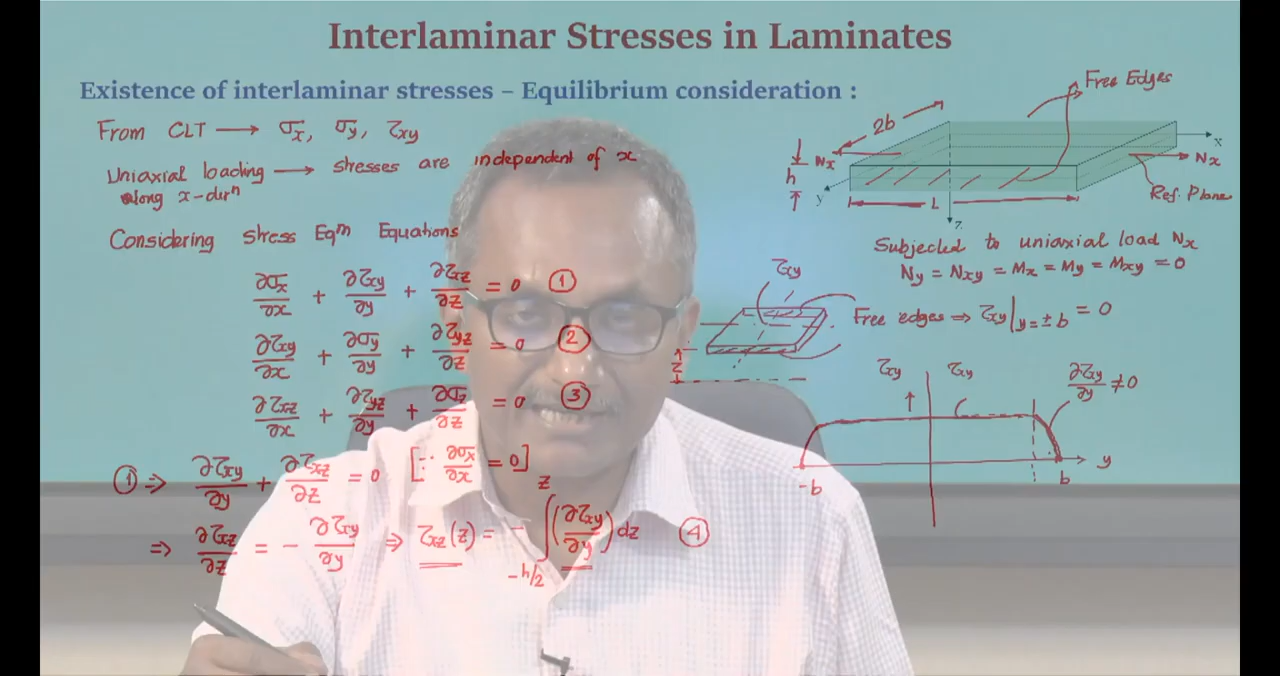 Interlaminar Stresses in Laminates
Existence of interlaminar stresses – Equilibrium consideration :
From CLT ⟶ σx, σy, τxy
Uniaxial loading ⟶ stresses are independent of x
along x-dirⁿ
Considering stress Eqᵐ Equations
∂σx/∂x + ∂τxy/∂y + ∂τxz/∂z = 0 ①
∂τxy/∂x + ∂σy/∂y + ∂τyz/∂z = 0 ②
∂τxz/∂x + ∂τyz/∂y + ∂σz/∂z = 0 ③
① ⇒ ∂τxy/∂y + ∂τxz/∂z = 0 [∵ ∂σx/∂x = 0]
⇒ ∂τxz/∂z = - ∂τxy/∂y ⇒ τxz(z) = - ∫_{-h/2}^{z} (∂τxy/∂y) dz ④
Free Edges
2b
Nx
x
Nx
h
y
L
Ref. Plane
z
Subjected to uniaxial load Nx
Ny = Nxy = Mx = My = Mxy = 0
τxy
Free edges ⇒ τxy|y=±b = 0
z
τxy
τxy
∂τxy/∂y ≠ 0
y
-b
b